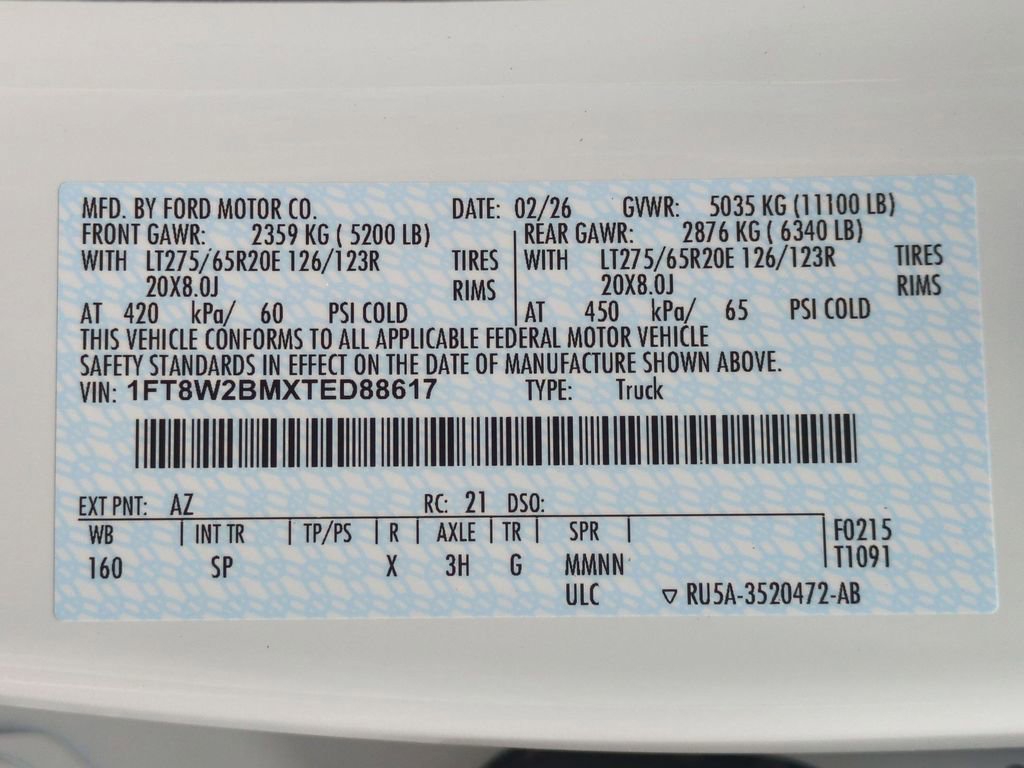 MFD. BY FORD MOTOR CO. DATE: 02/26 GVWR: 5035 KG (11100 LB)
FRONT GAWR: 2359 KG ( 5200 LB) REAR GAWR: 2876 KG ( 6340 LB)
WITH LT275/65R20E 126/123R TIRES WITH LT275/65R20E 126/123R TIRES
20X8.0J RIMS 20X8.0J RIMS
AT 420 kPa/ 60 PSI COLD AT 450 kPa/ 65 PSI COLD
THIS VEHICLE CONFORMS TO ALL APPLICABLE FEDERAL MOTOR VEHICLE
SAFETY STANDARDS IN EFFECT ON THE DATE OF MANUFACTURE SHOWN ABOVE.
VIN: 1FT8W2BMXTED88617 TYPE: Truck
EXT PNT: AZ RC: 21 DSO:
WB INT TR TP/PS R AXLE TR SPR F0215
160 SP X 3H G MMNN T1091
ULC ▽ RU5A-3520472-AB